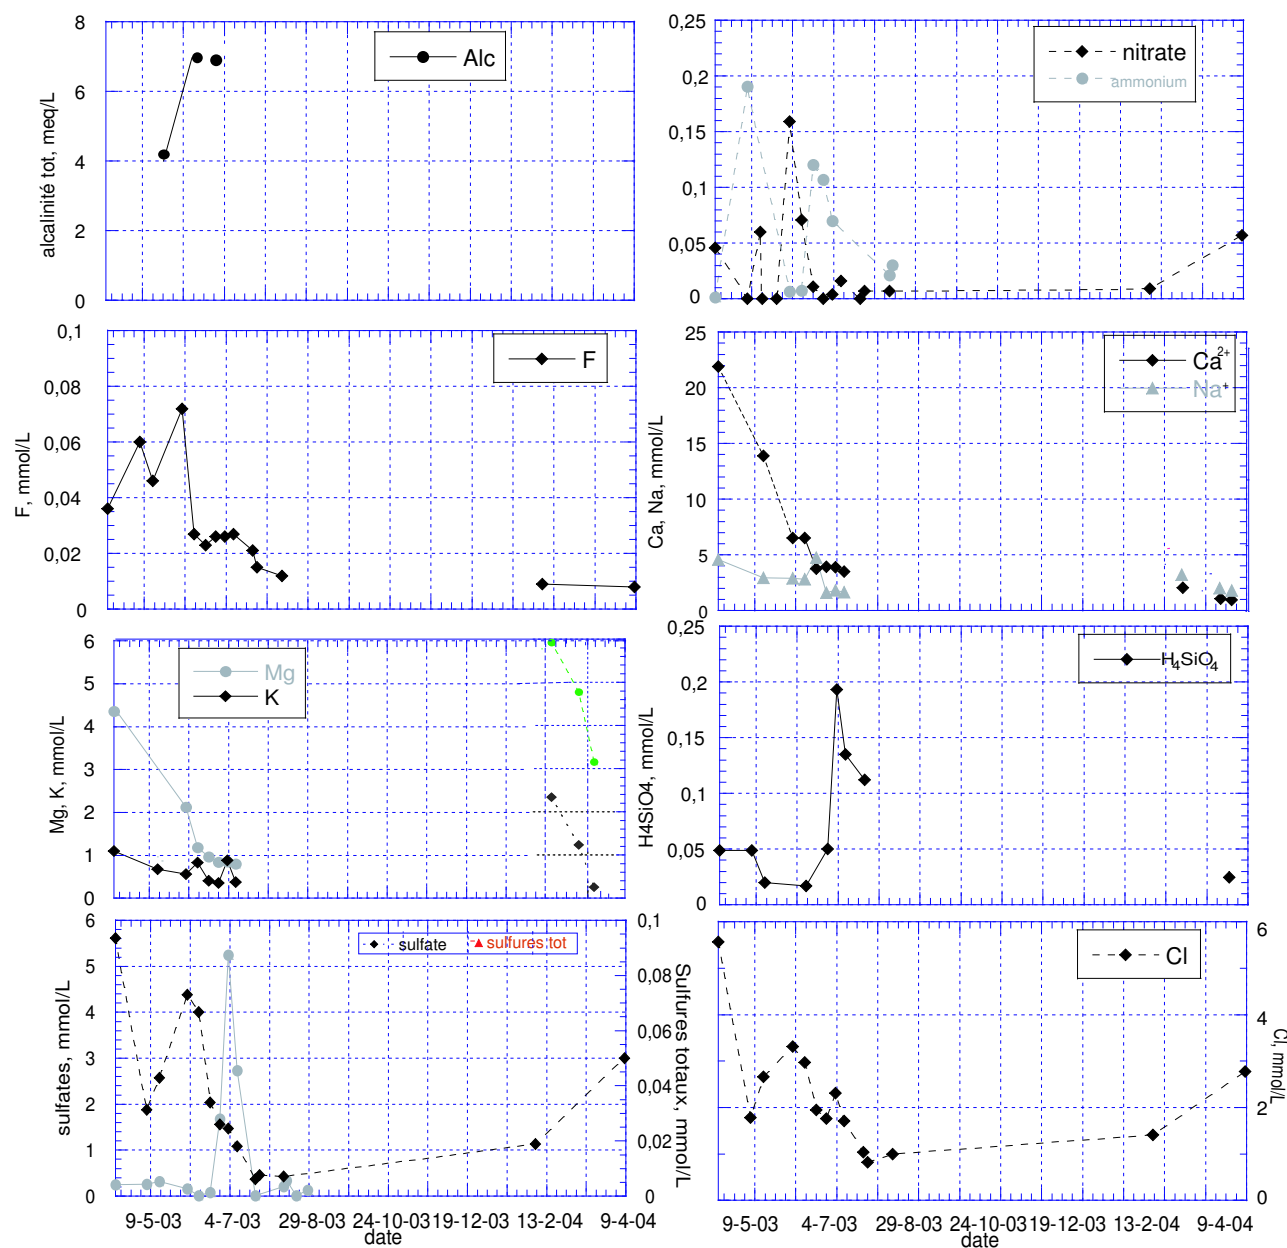 8
6
4
2
0
alcalinité tot, meq/L
Alc
0,25
0,2
0,15
0,1
0,05
0
nitrate
ammonium
0,1
0,08
0,06
0,04
0,02
0
F, mmol/L
F
25
20
15
10
5
0
Ca, Na, mmol/L
Ca2+
Na+
6
5
4
3
2
1
0
Mg, K, mmol/L
Mg
K
0,25
0,2
0,15
0,1
0,05
0
H4SiO4, mmol/L
H4SiO4
6
5
4
3
2
1
0
sulfates, mmol/L
sulfate
sulfures tot
0,1
0,08
0,06
0,04
0,02
0
Sulfures totaux, mmol/L
9-5-03 4-7-03 29-8-03 24-10-03 19-12-03 13-2-04 9-4-04
date
Cl
6
4
2
0
Cl, mmol/L
9-5-03 4-7-03 29-8-03 24-10-03 19-12-03 13-2-04 9-4-04
date